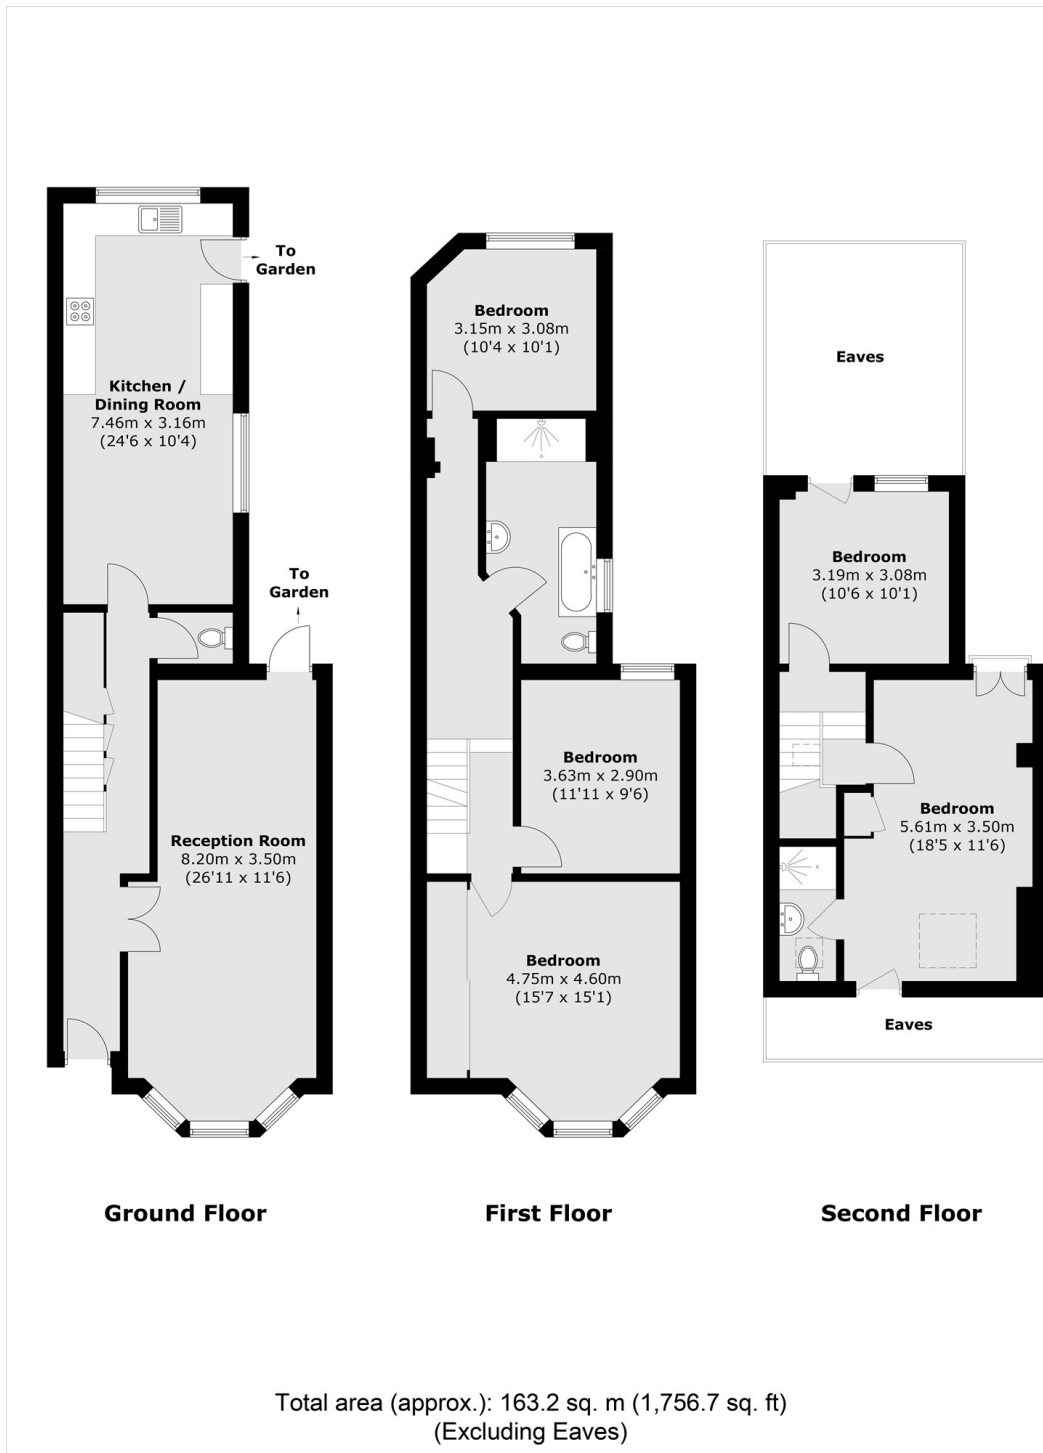 To
Garden
Kitchen /
Dining Room
7.46m x 3.16m
(24'6 x 10'4)
To
Garden
Reception Room
8.20m x 3.50m
(26'11 x 11'6)
Ground Floor
Bedroom
3.15m x 3.08m
(10'4 x 10'1)
Bedroom
3.63m x 2.90m
(11'11 x 9'6)
Bedroom
4.75m x 4.60m
(15'7 x 15'1)
First Floor
Eaves
Bedroom
3.19m x 3.08m
(10'6 x 10'1)
Bedroom
5.61m x 3.50m
(18'5 x 11'6)
Eaves
Second Floor
Total area (approx.): 163.2 sq. m (1,756.7 sq. ft)
(Excluding Eaves)